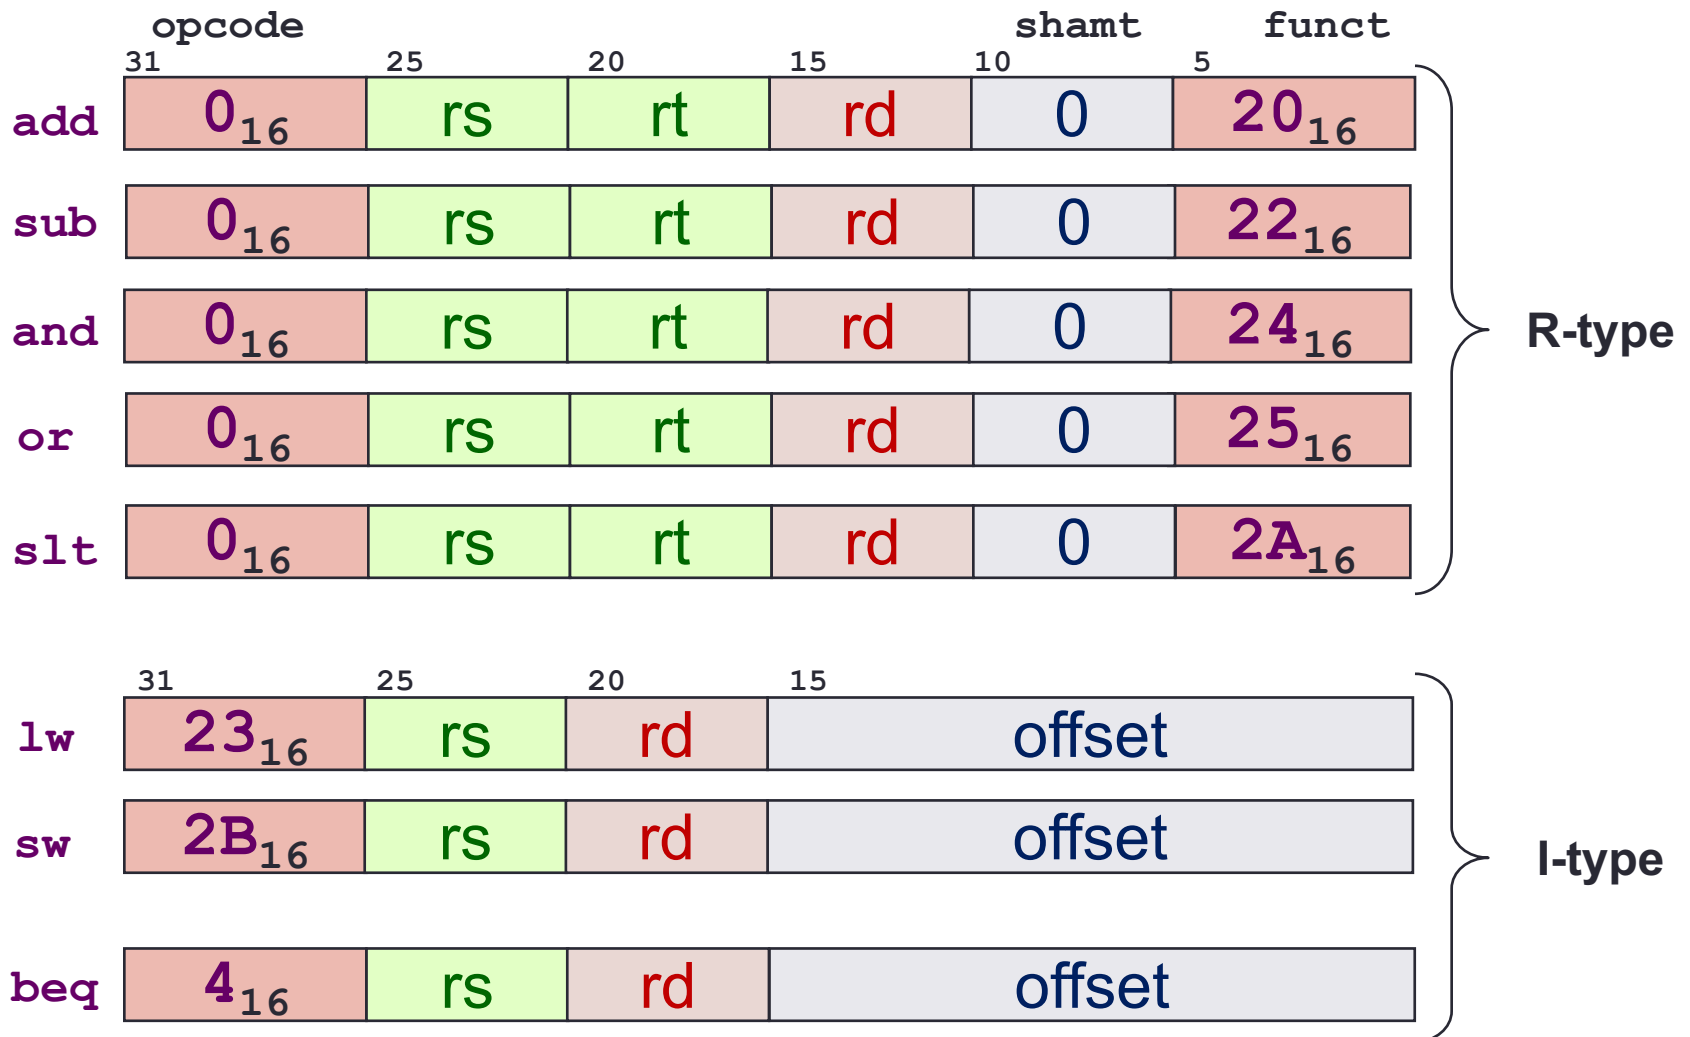 opcode shamt funct
31 25 20 15 10 5
add 0₁₆ rs rt rd 0 20₁₆
sub 0₁₆ rs rt rd 0 22₁₆
and 0₁₆ rs rt rd 0 24₁₆
R-type
or 0₁₆ rs rt rd 0 25₁₆
slt 0₁₆ rs rt rd 0 2A₁₆
31 25 20 15
lw 23₁₆ rs rd offset
sw 2B₁₆ rs rd offset
I-type
beq 4₁₆ rs rd offset